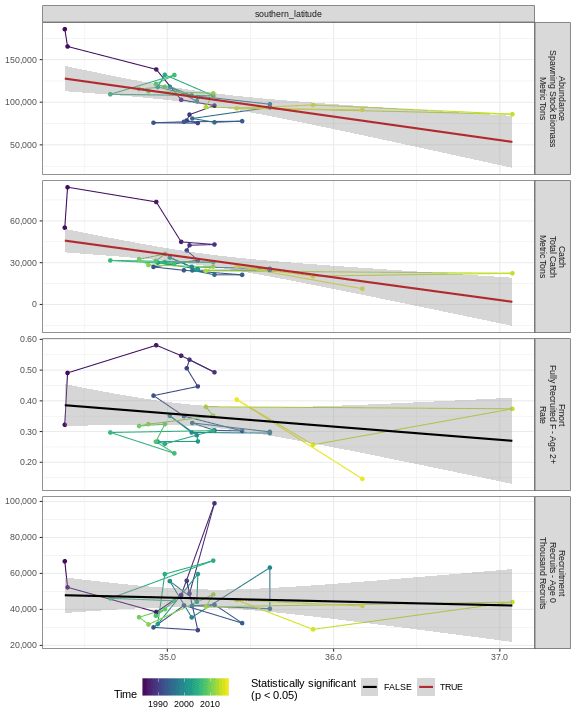 southern_latitude
150,000
100,000
50,000
Abundance
Spawning Stock Biomass
Metric Tons
60,000
30,000
0
Catch
Total Catch
Metric Tons
0.60
0.50
0.40
0.30
0.20
Fmort
Fully Recruited F - Age 2+
Rate
100,000
80,000
60,000
40,000
20,000
Recruitment
Recruits - Age 0
Thousand Recruits
35.0 36.0 37.0
Time
1990 2000 2010
Statistically significant
(p < 0.05)
FALSE TRUE